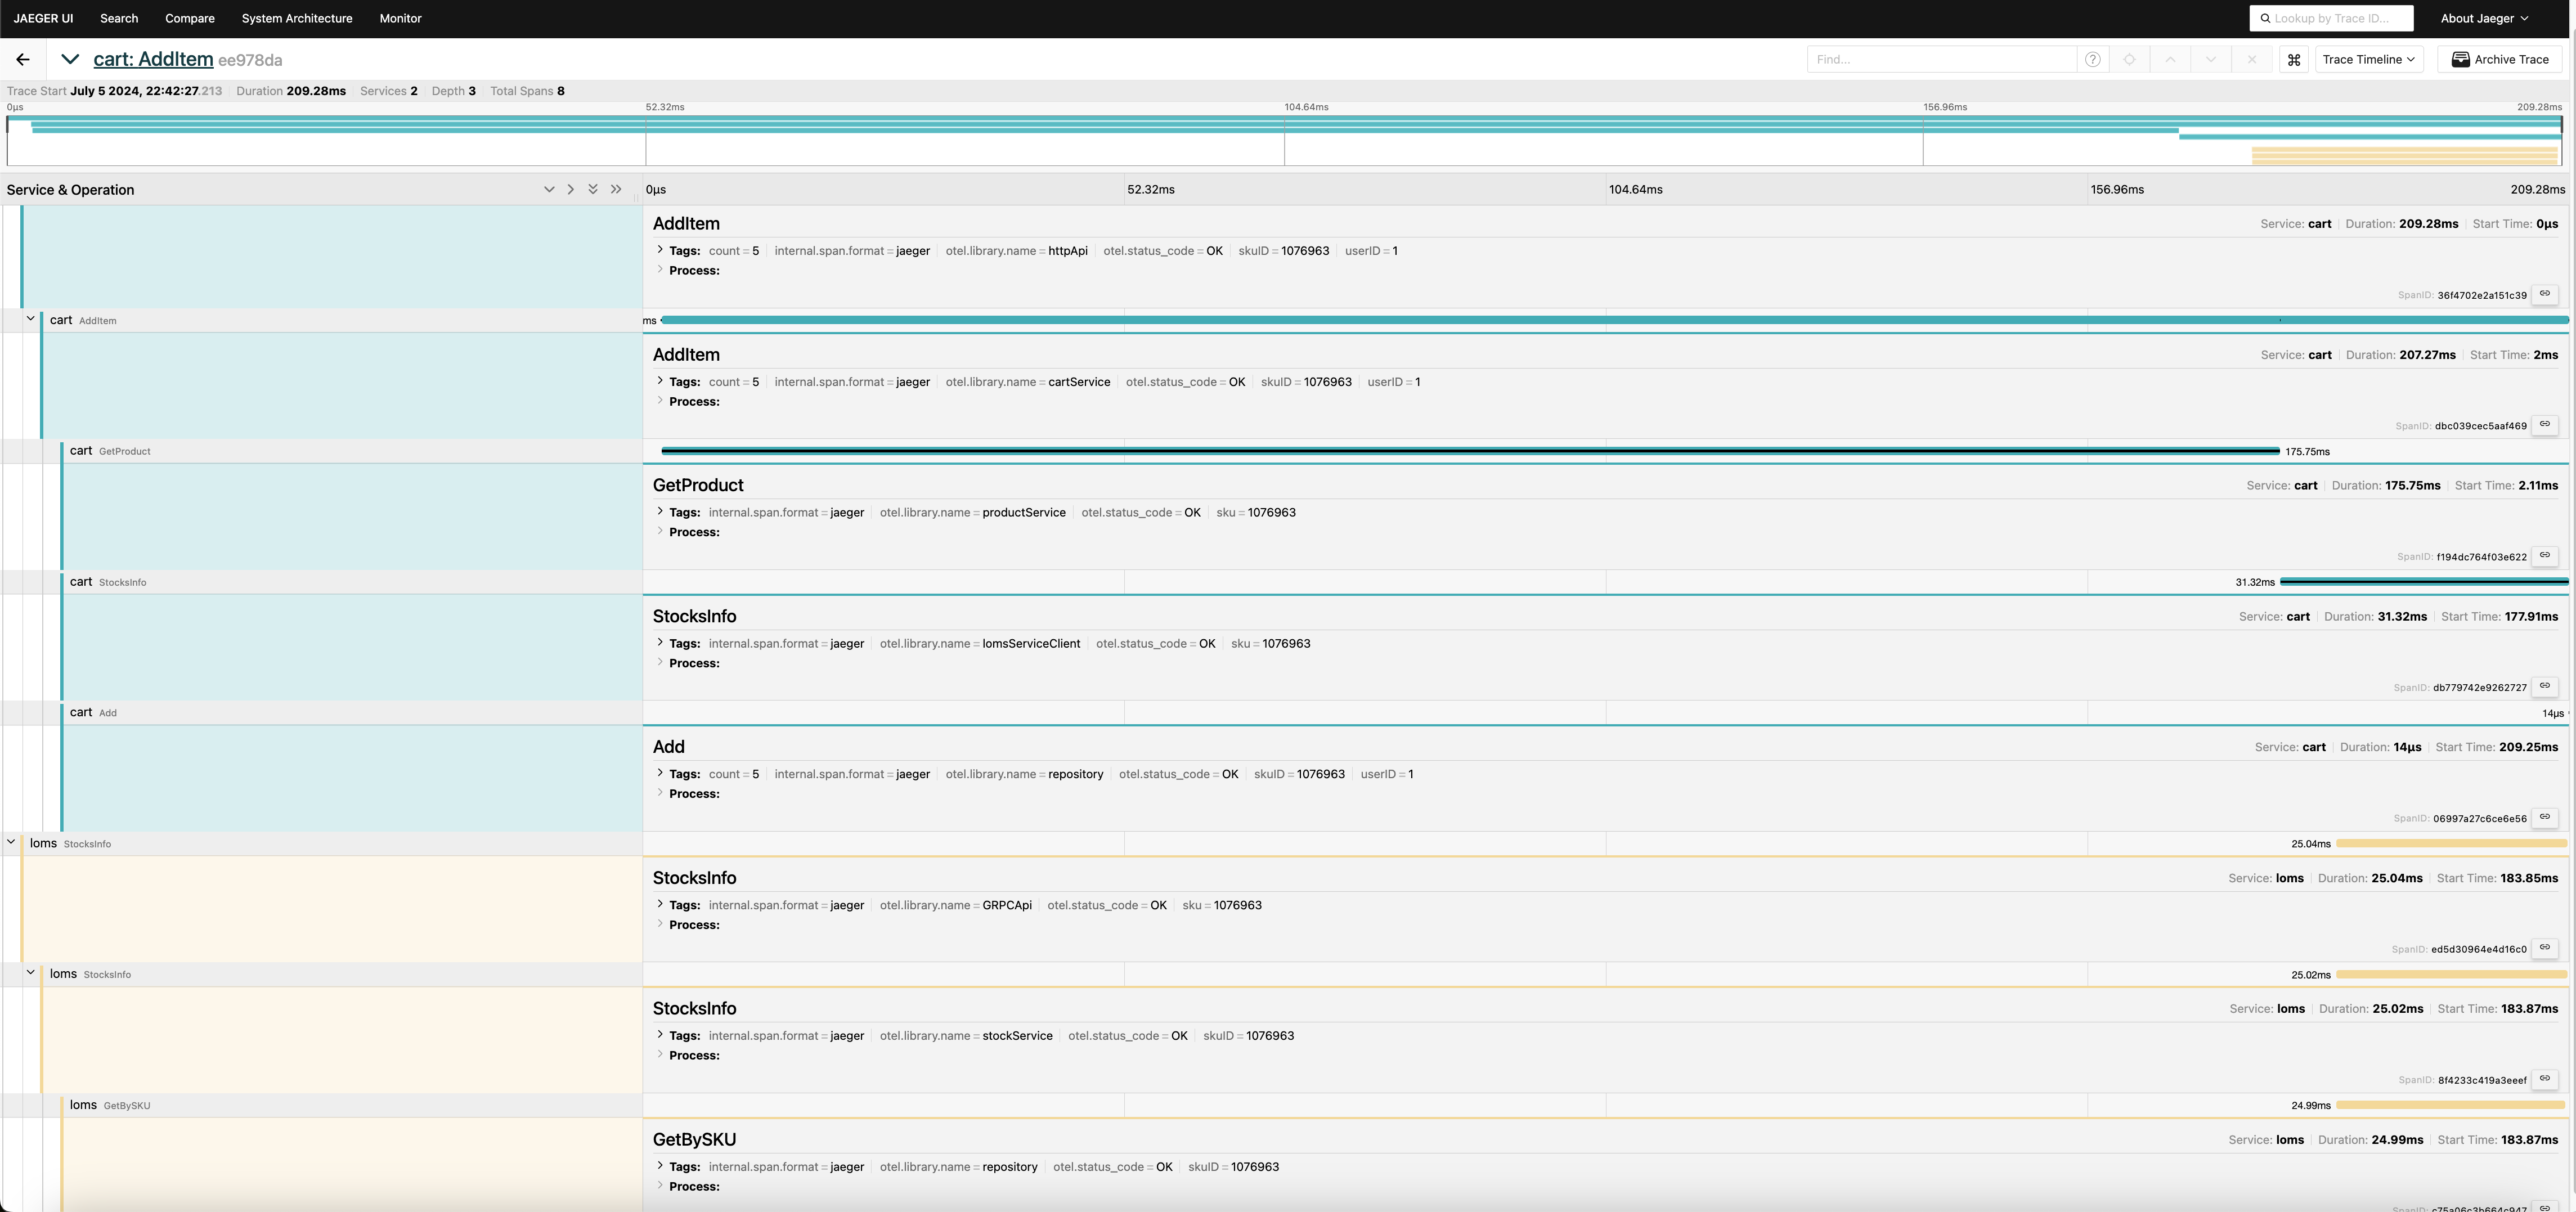 JAEGER UI Search Compare System Architecture Monitor Lookup by Trace ID... About Jaeger
cart: AddItem ee978da Find... Trace Timeline Archive Trace
Trace Start July 5 2024, 22:42:27.213 Duration 209.28ms Services 2 Depth 3 Total Spans 8
0μs 52.32ms 104.64ms 156.96ms 209.28ms
Service & Operation 0μs 52.32ms 104.64ms 156.96ms 209.28ms
AddItem Service: cart Duration: 209.28ms Start Time: 0μs
Tags: count = 5 internal.span.format = jaeger otel.library.name = httpApi otel.status_code = OK skuID = 1076963 userID = 1
Process:
SpanID: 36f4702e2a151c39
cart AddItem ms
AddItem Service: cart Duration: 207.27ms Start Time: 2ms
Tags: count = 5 internal.span.format = jaeger otel.library.name = cartService otel.status_code = OK skuID = 1076963 userID = 1
Process:
SpanID: dbc039cec5aaf469
cart GetProduct 175.75ms
GetProduct Service: cart Duration: 175.75ms Start Time: 2.11ms
Tags: internal.span.format = jaeger otel.library.name = productService otel.status_code = OK sku = 1076963
Process:
SpanID: f194dc764f03e622
cart StocksInfo 31.32ms
StocksInfo Service: cart Duration: 31.32ms Start Time: 177.91ms
Tags: internal.span.format = jaeger otel.library.name = lomsServiceClient otel.status_code = OK sku = 1076963
Process:
SpanID: db779742e9262727
cart Add 14μs
Add Service: cart Duration: 14μs Start Time: 209.25ms
Tags: count = 5 internal.span.format = jaeger otel.library.name = repository otel.status_code = OK skuID = 1076963 userID = 1
Process:
SpanID: 06997a27c6ce6e56
loms StocksInfo 25.04ms
StocksInfo Service: loms Duration: 25.04ms Start Time: 183.85ms
Tags: internal.span.format = jaeger otel.library.name = GRPCApi otel.status_code = OK sku = 1076963
Process:
SpanID: ed5d30964e4d16c0
loms StocksInfo 25.02ms
StocksInfo Service: loms Duration: 25.02ms Start Time: 183.87ms
Tags: internal.span.format = jaeger otel.library.name = stockService otel.status_code = OK skuID = 1076963
Process:
SpanID: 8f4233c419a3eeef
loms GetBySKU 24.99ms
GetBySKU Service: loms Duration: 24.99ms Start Time: 183.87ms
Tags: internal.span.format = jaeger otel.library.name = repository otel.status_code = OK skuID = 1076963
Process:
SpanID: